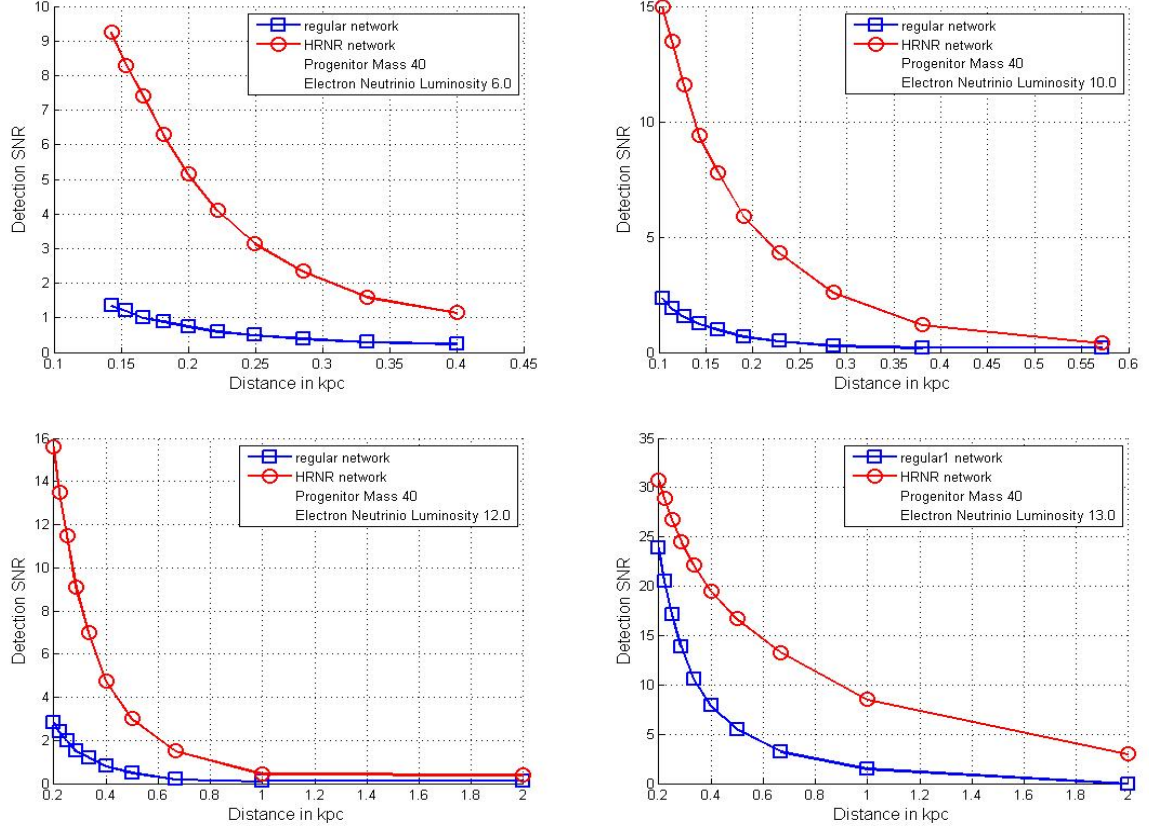 regular network
HRNR network
Progenitor Mass 40
Electron Neutrinio Luminosity 6.0
Detection SNR
10
9
8
7
6
5
4
3
2
1
0
0.1 0.15 0.2 0.25 0.3 0.35 0.4 0.45
Distance in kpc
regular network
HRNR network
Progenitor Mass 40
Electron Neutrinio Luminosity 10.0
Detection SNR
15
10
5
0
0.1 0.15 0.2 0.25 0.3 0.35 0.4 0.45 0.5 0.55 0.6
Distance in kpc
regular network
HRNR network
Progenitor Mass 40
Electron Neutrinio Luminosity 12.0
Detection SNR
16
14
12
10
8
6
4
2
0
0.2 0.4 0.6 0.8 1 1.2 1.4 1.6 1.8 2
Distance in kpc
regular1 network
HRNR network
Progenitor Mass 40
Electron Neutrinio Luminosity 13.0
Detection SNR
35
30
25
20
15
10
5
0
0.2 0.4 0.6 0.8 1 1.2 1.4 1.6 1.8 2
Distance in kpc